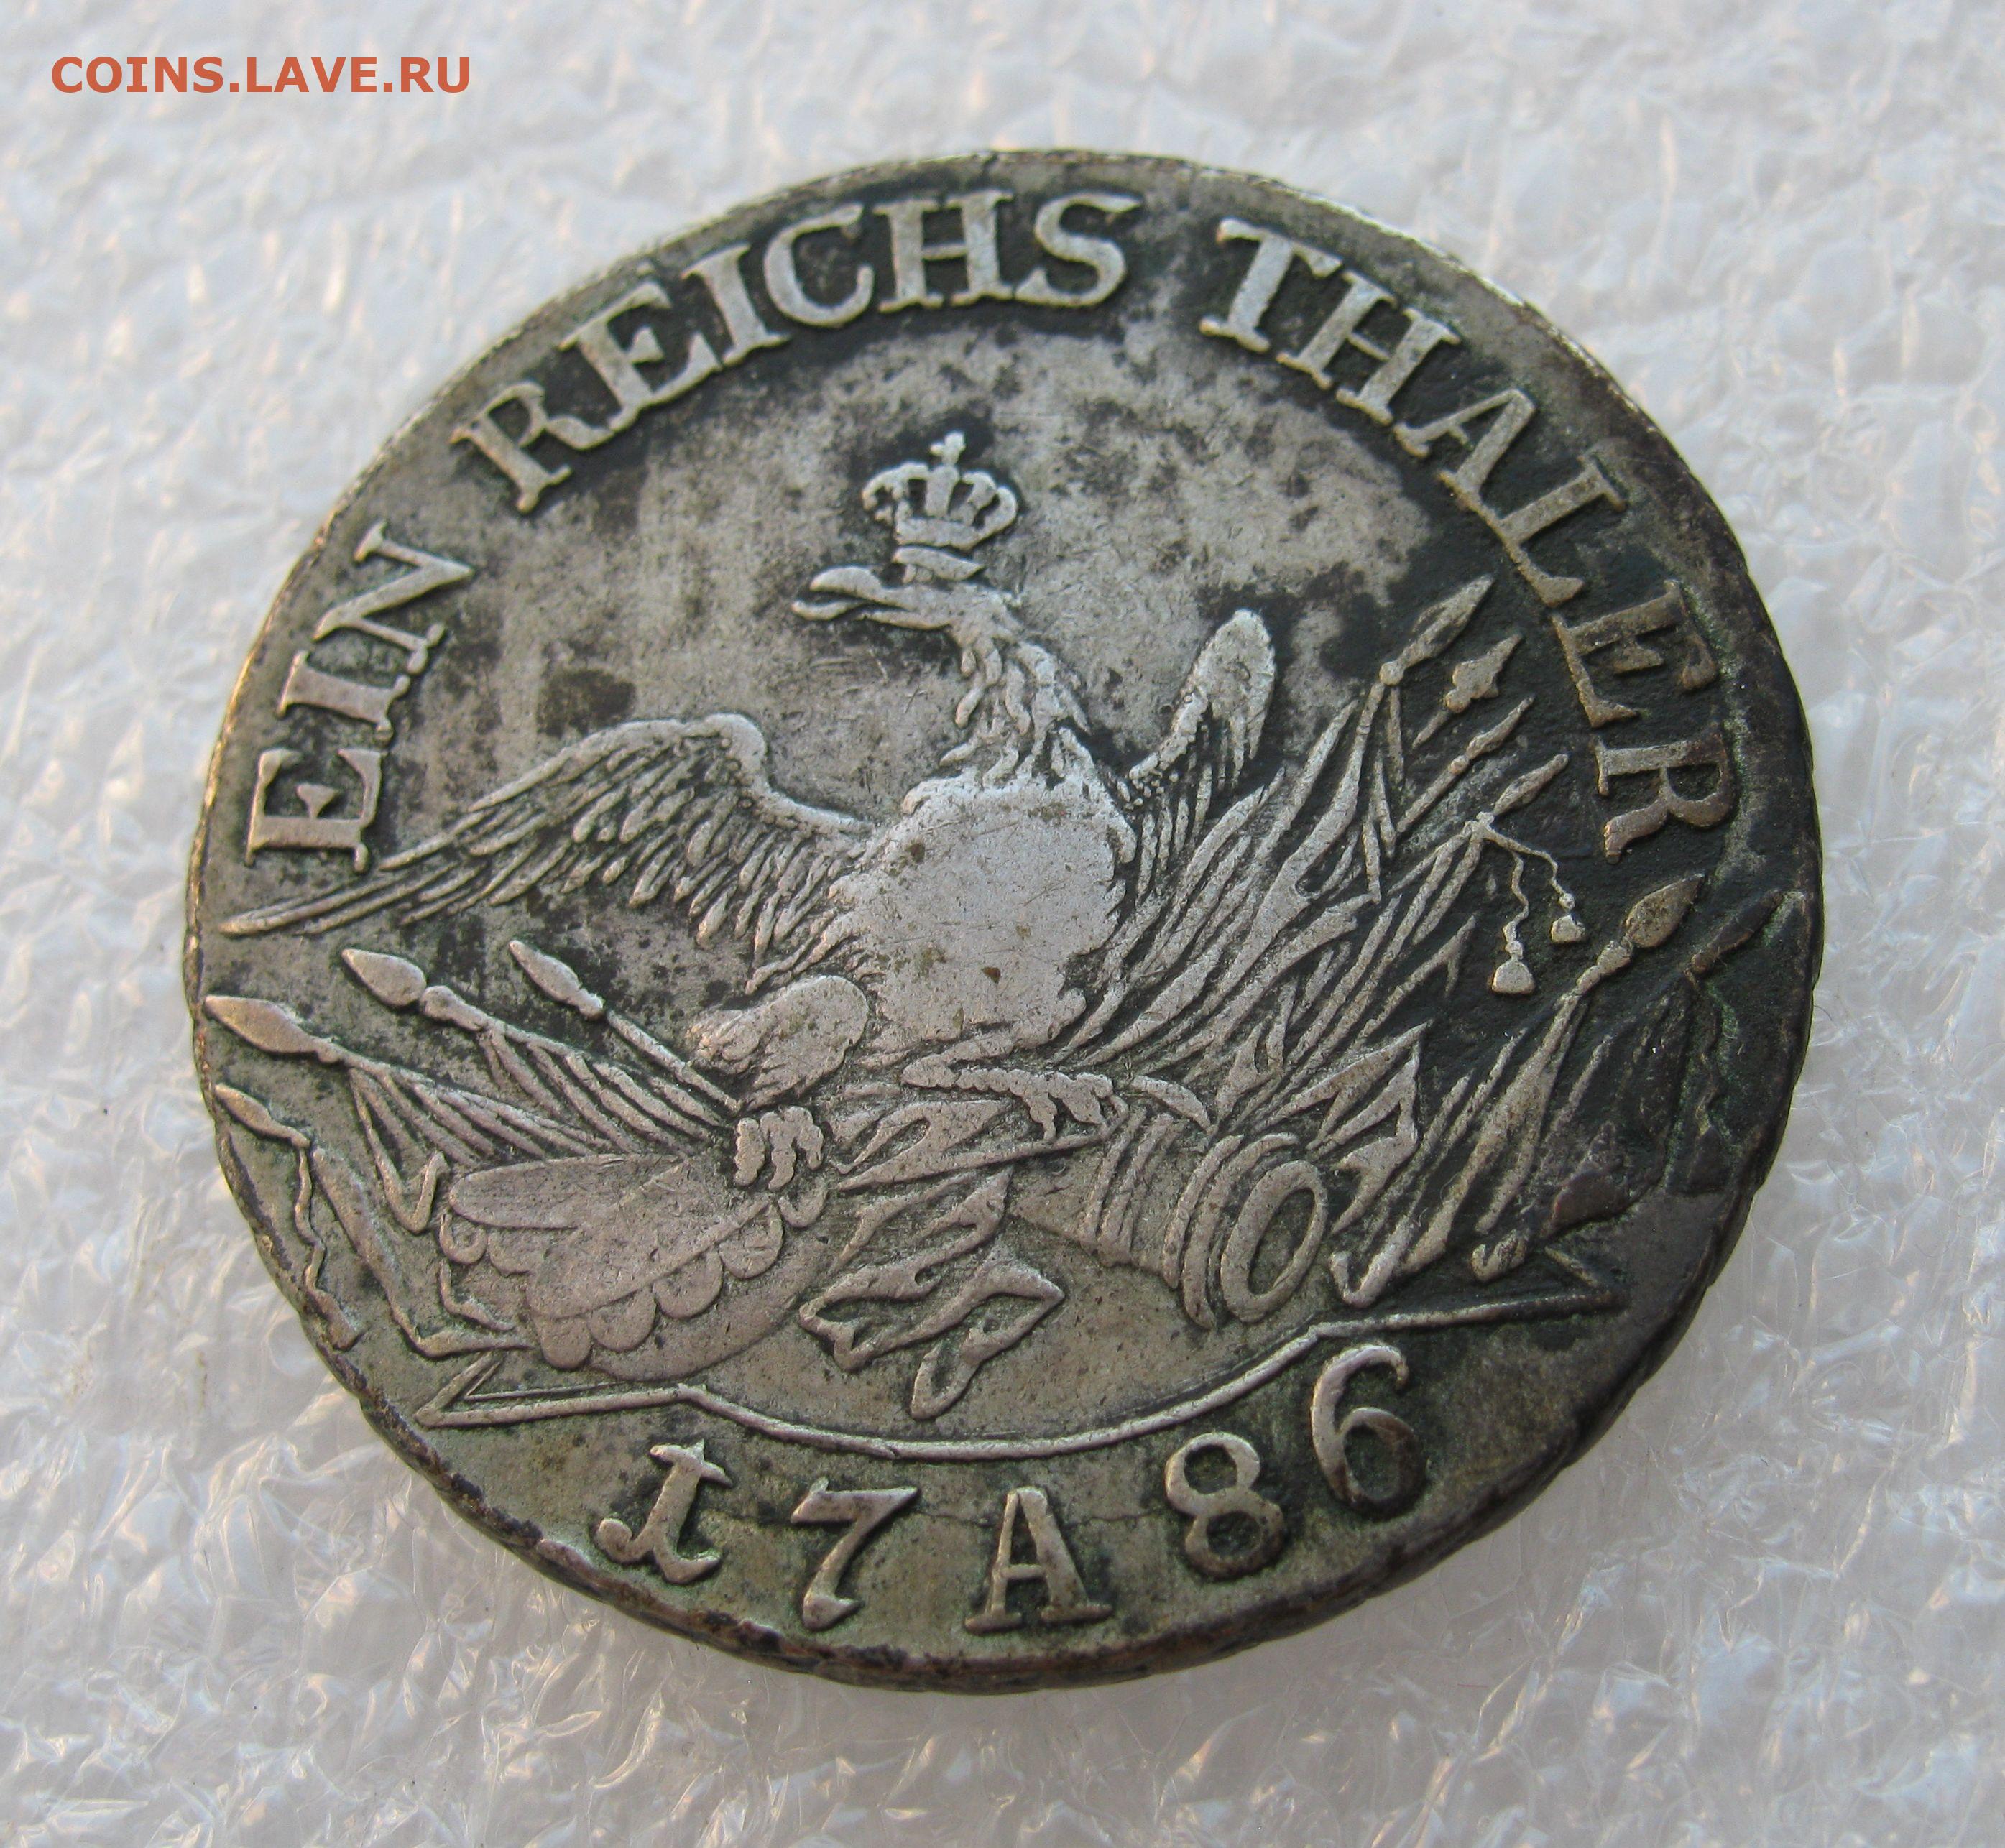 COINS.LAVE.RU
EIN REICHS THALER
17 A 86